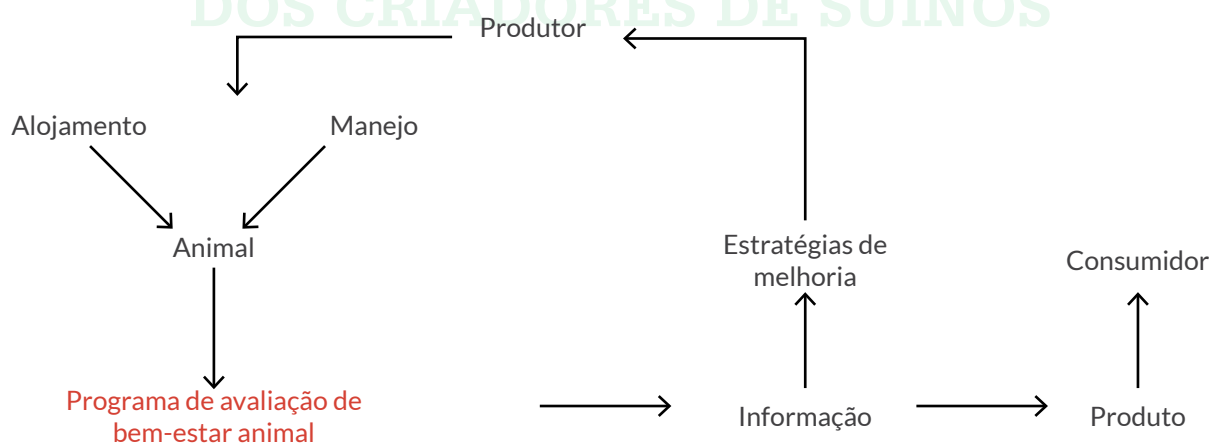 DOS CRIADORES DE SUÍNOS
Produtor
Alojamento
Manejo
Animal
Estratégias de
melhoria
Consumidor
Programa de avaliação de
bem-estar animal
Informação
Produto